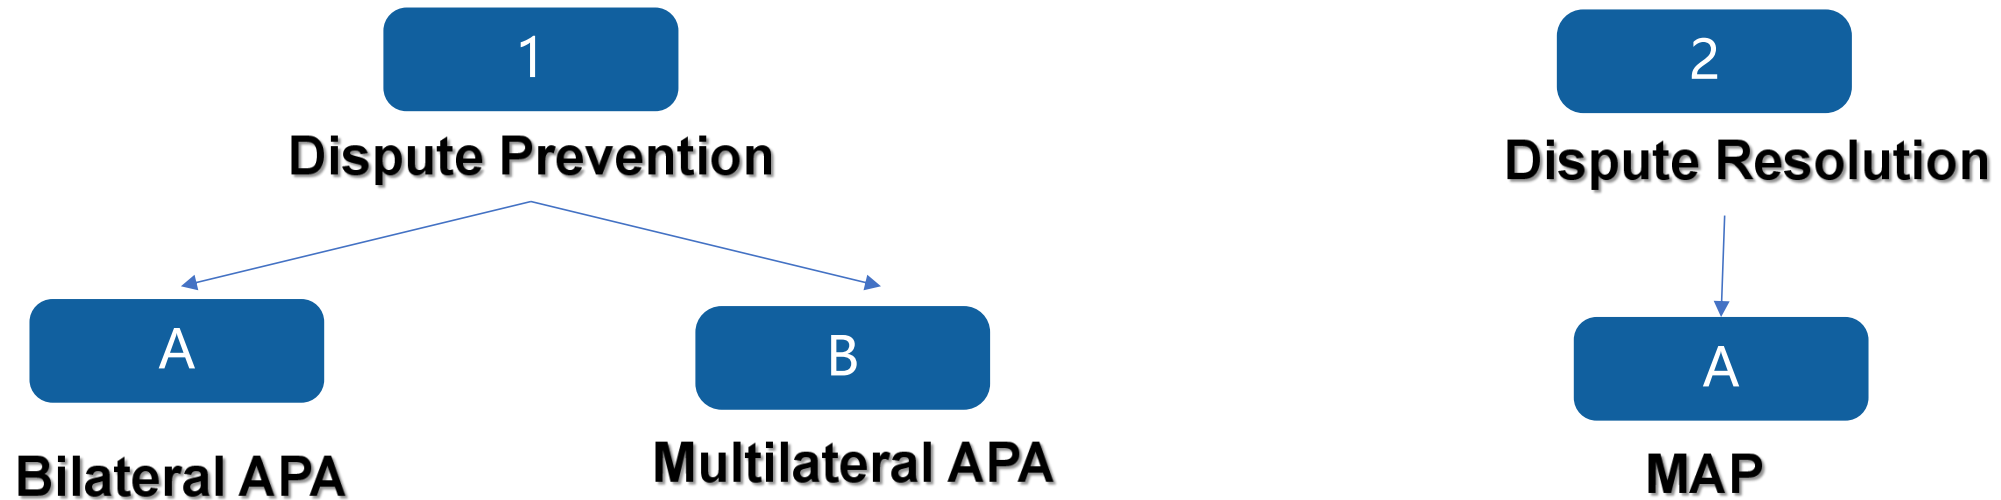 1
Dispute Prevention
A
Bilateral APA
B
Multilateral APA
2
Dispute Resolution
A
MAP